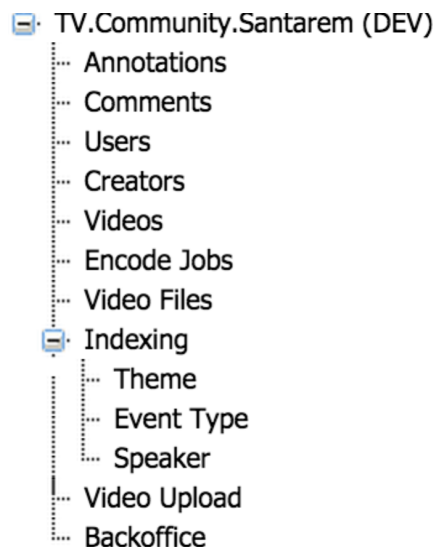 TV.Community.Santarem (DEV)
Annotations
Comments
Users
Creators
Videos
Encode Jobs
Video Files
Indexing
Theme
Event Type
Speaker
Video Upload
Backoffice